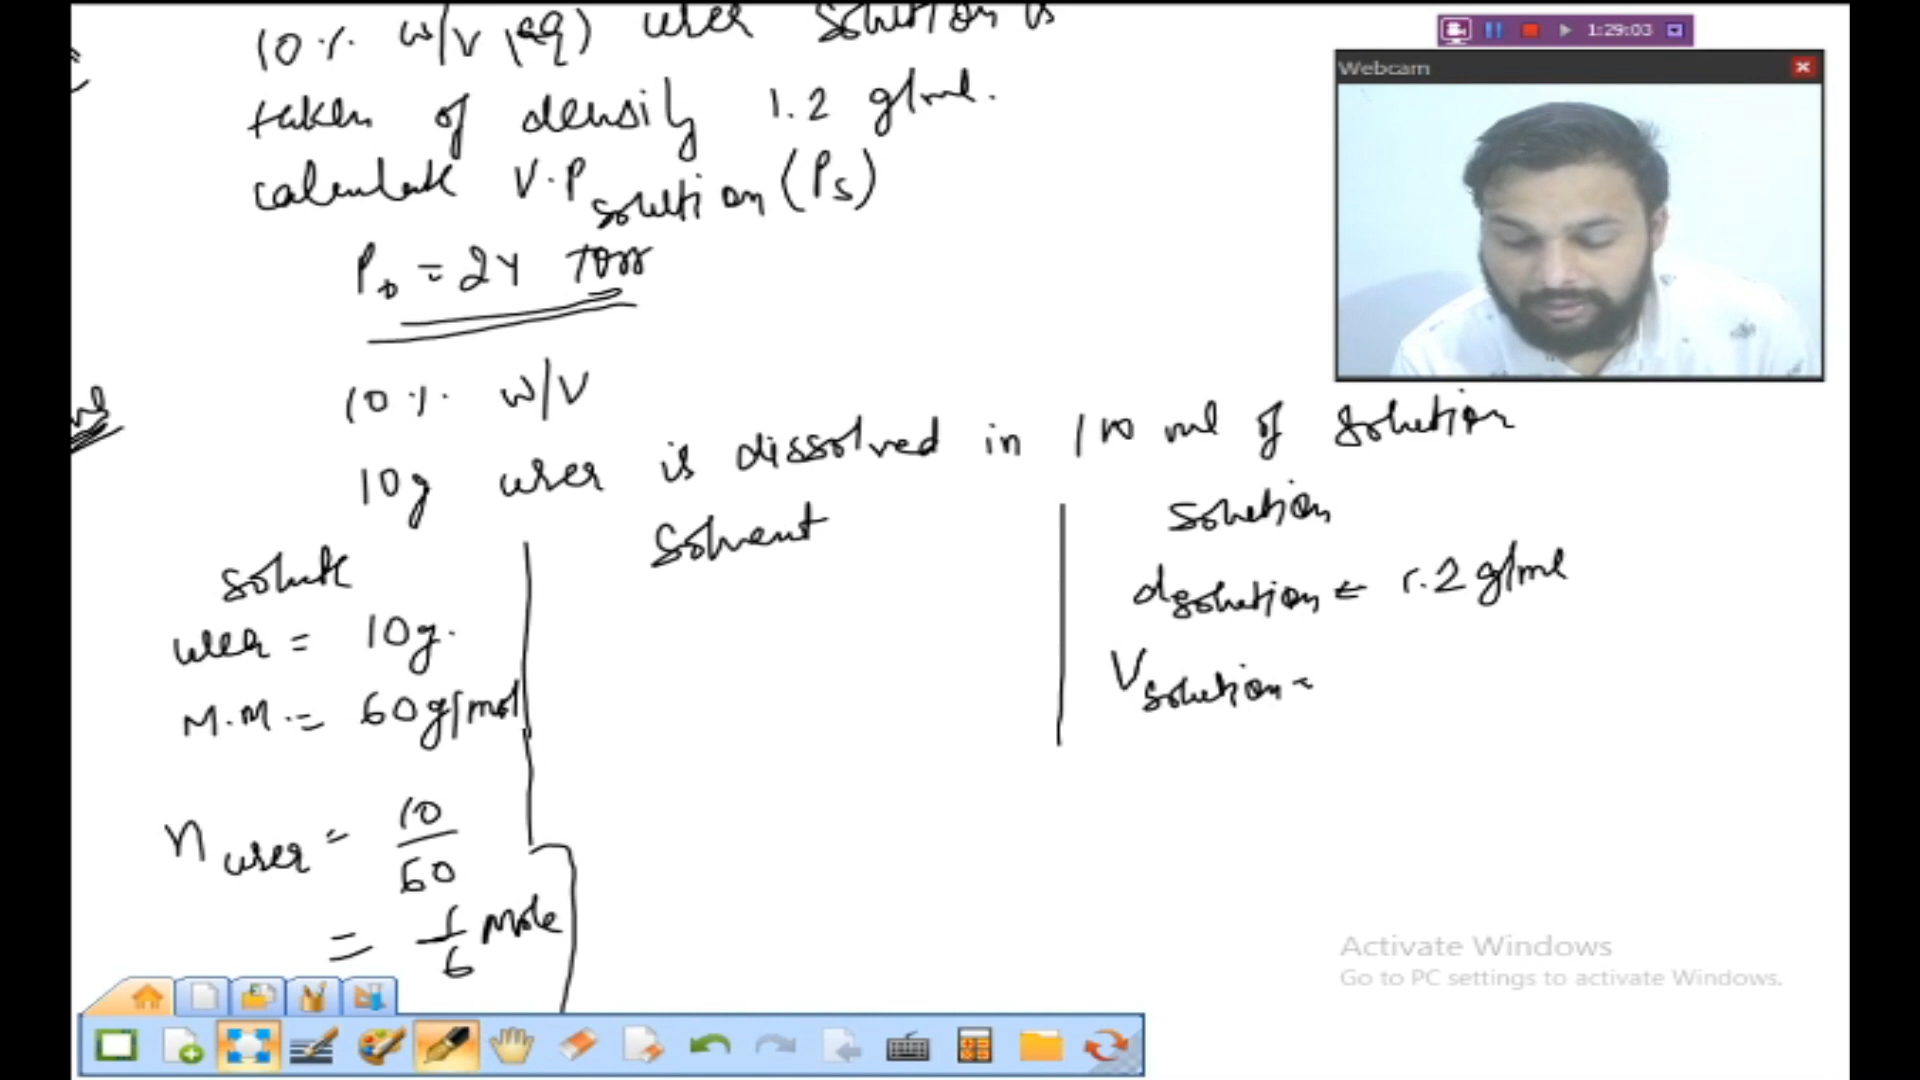 10 % w/v (aq) urea solution is
taken of density 1.2 g/ml.
calculate V.P solution (Ps)
P₀ = 24 torr
10 % w/v
10g urea is dissolved in 100 ml of solution
solute
solvent
solution
urea = 10g.
M.M. = 60g/mol
n urea = 10/60
= 1/6 Mole
dsolution = 1.2 g/ml
Vsolution =
1:29:03
Webcam
Activate Windows
Go to PC settings to activate Windows.